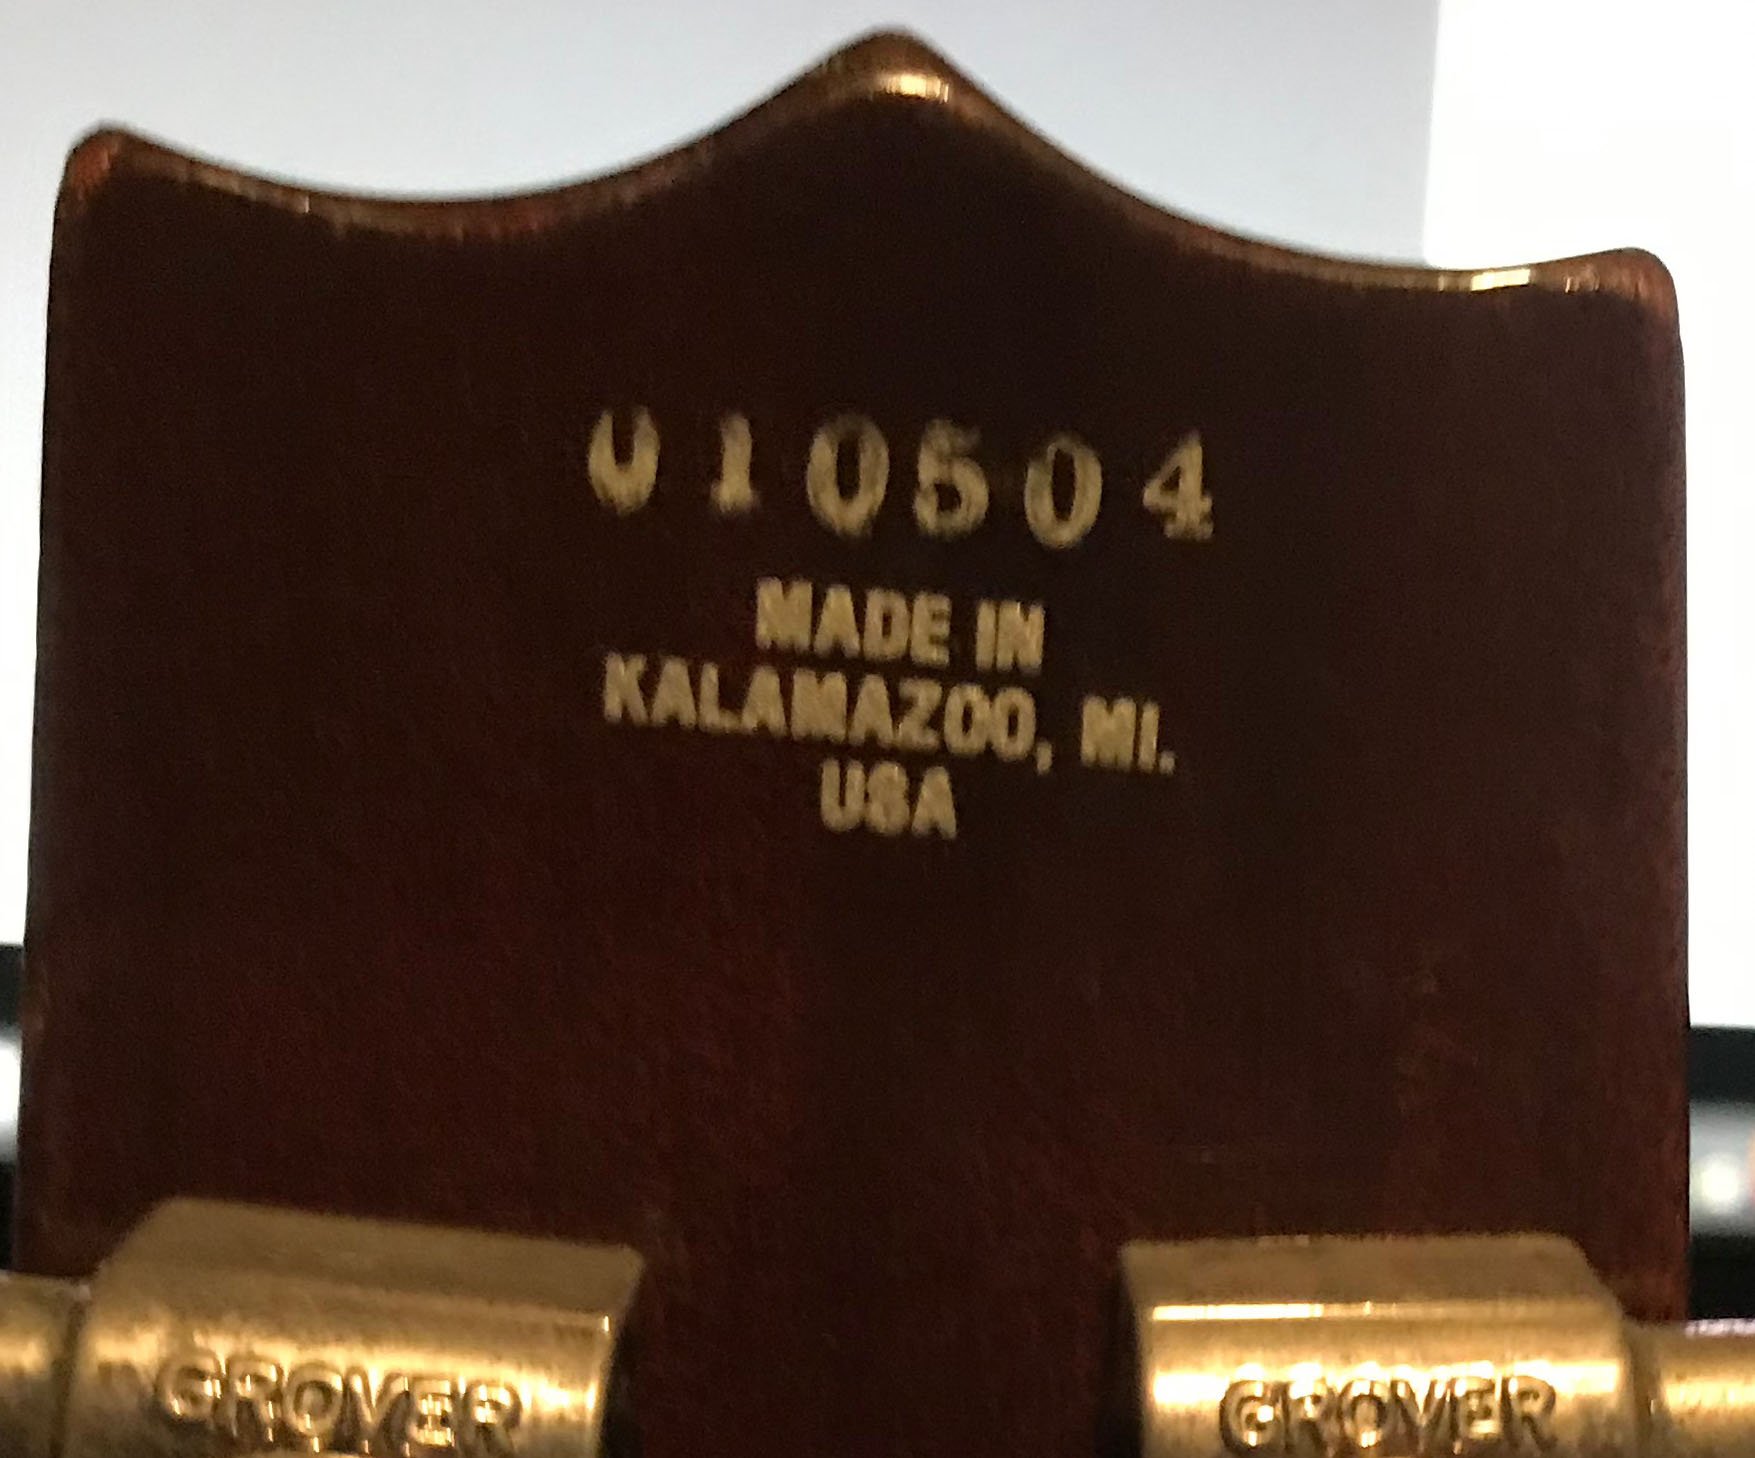 010504
MADE IN
KALAMAZOO, MI.
USA
GROVER
GROVER